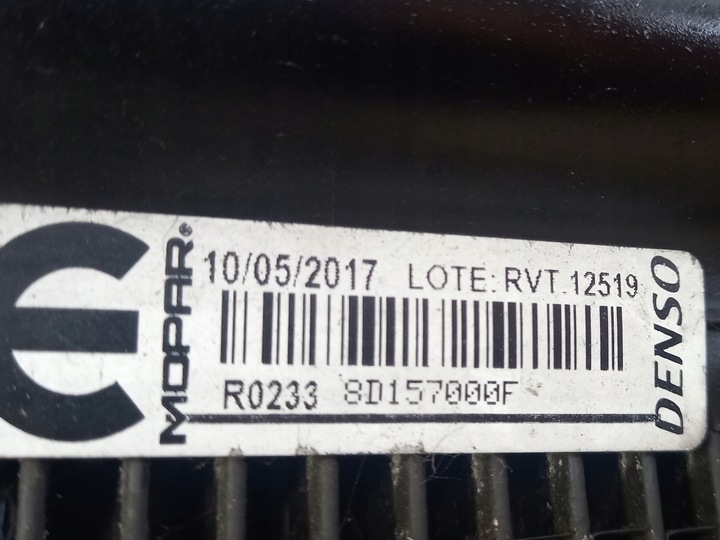 MOPAR®
10/05/2017 LOTE: RVT.12519
R0233 8D157000F
DENSO